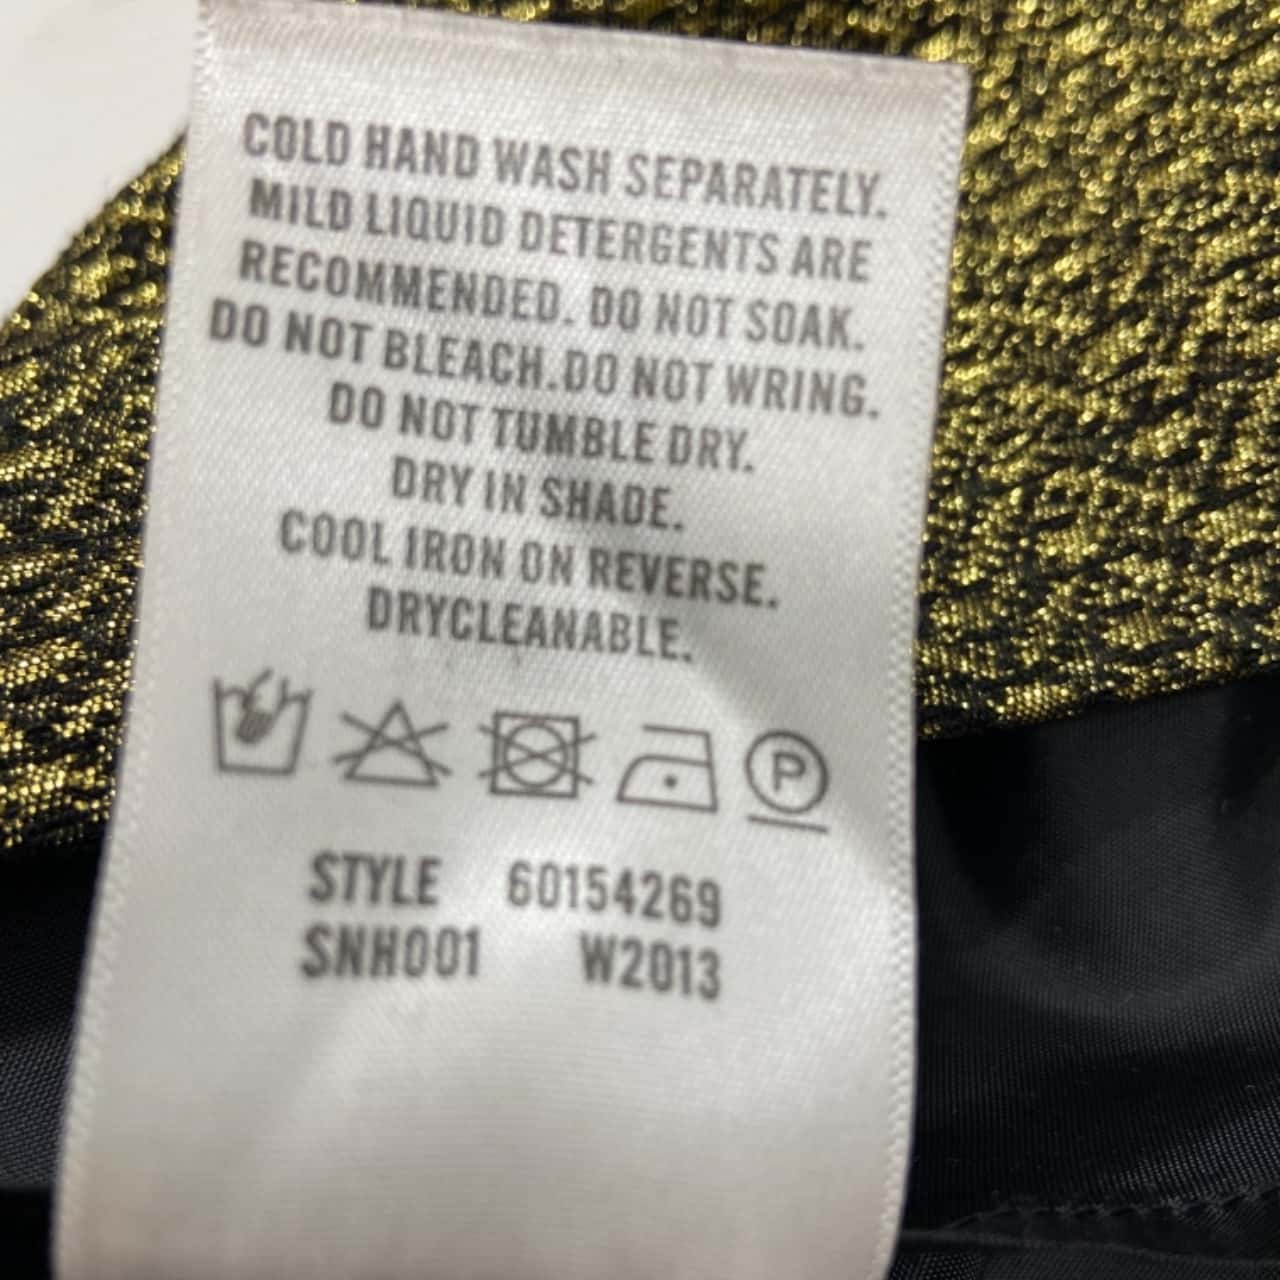 COLD HAND WASH SEPARATELY.
MILD LIQUID DETERGENTS ARE
RECOMMENDED. DO NOT SOAK.
DO NOT BLEACH.DO NOT WRING.
DO NOT TUMBLE DRY.
DRY IN SHADE.
COOL IRON ON REVERSE.
DRYCLEANABLE.
P
STYLE 60154269
SNH001 W2013